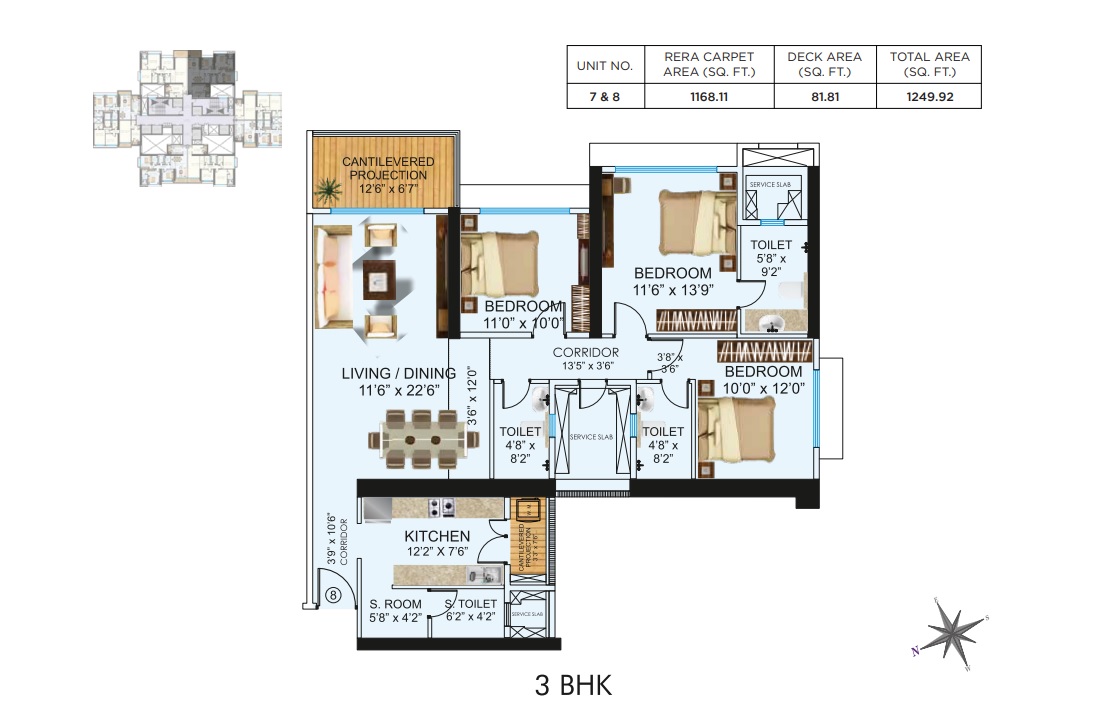 UNIT NO.
RERA CARPET
AREA (SQ. FT.)
DECK AREA
(SQ. FT.)
TOTAL AREA
(SQ. FT.)
7 & 8
1168.11
81.81
1249.92
CANTILEVERED
PROJECTION
12'6” x 6'7”
SERVICE SLAB
TOILET
5'8” x
9'2”
BEDROOM
11'6” x 13'9”
BEDROOM
11'0” x 10'0”
CORRIDOR
13'5” x 3'6”
3'8” x
3'6”
BEDROOM
10'0” x 12'0”
LIVING / DINING
11'6” x 22'6”
3'6” x 12'0”
TOILET
4'8” x
8'2”
SERVICE SLAB
TOILET
4'8” x
8'2”
3'9” x 10'6”
CORRIDOR
KITCHEN
12'2” X 7'6”
CANTILEVERED
PROJECTION
3'3” x 7'6”
8
S. ROOM
5'8” x 4'2”
S. TOILET
6'2” x 4'2”
SERVICE SLAB
S
N
W
3 BHK